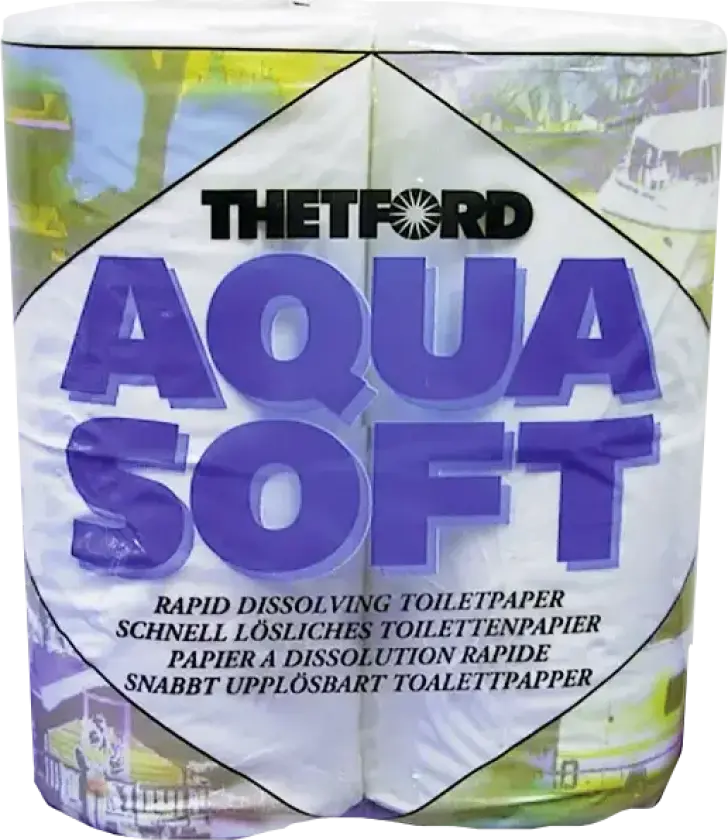 THETFORD
AQUA
SOFT
RAPID DISSOLVING TOILETPAPER
SCHNELL LÖSLICHES TOILETTENPAPIER
PAPIER A DISSOLUTION RAPIDE
SNABBT UPPLÖSBART TOALETTPAPPER